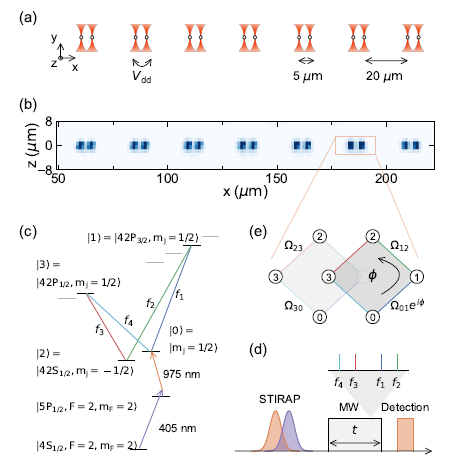 (a)
y
z
x
V_dd
5 μm
20 μm
(b)
z (μm)
8
0
−8
50
100
150
200
x (μm)
(c)
|1⟩ = |42P_3/2, m_j = 1/2⟩
|3⟩ =
|42P_1/2, m_j = 1/2⟩
f_4
f_3
f_2
f_1
|0⟩ =
|m_j = 1/2⟩
|2⟩ =
|42S_1/2, m_j = −1/2⟩
975 nm
|5P_1/2, F = 2, m_F = 2⟩
405 nm
|4S_1/2, F = 2, m_F = 2⟩
(e)
Ω_23
2
2
Ω_12
3
3
ϕ
1
Ω_30
0
0
Ω_01e^iϕ
(d)
f_4 f_3 f_1 f_2
STIRAP
MW
Detection
t